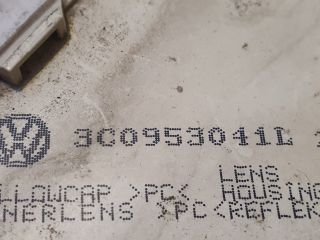 3C0953041L
LENS
LLOWCAP >PC< HOUSING
NERLENS >PC<REFLEK